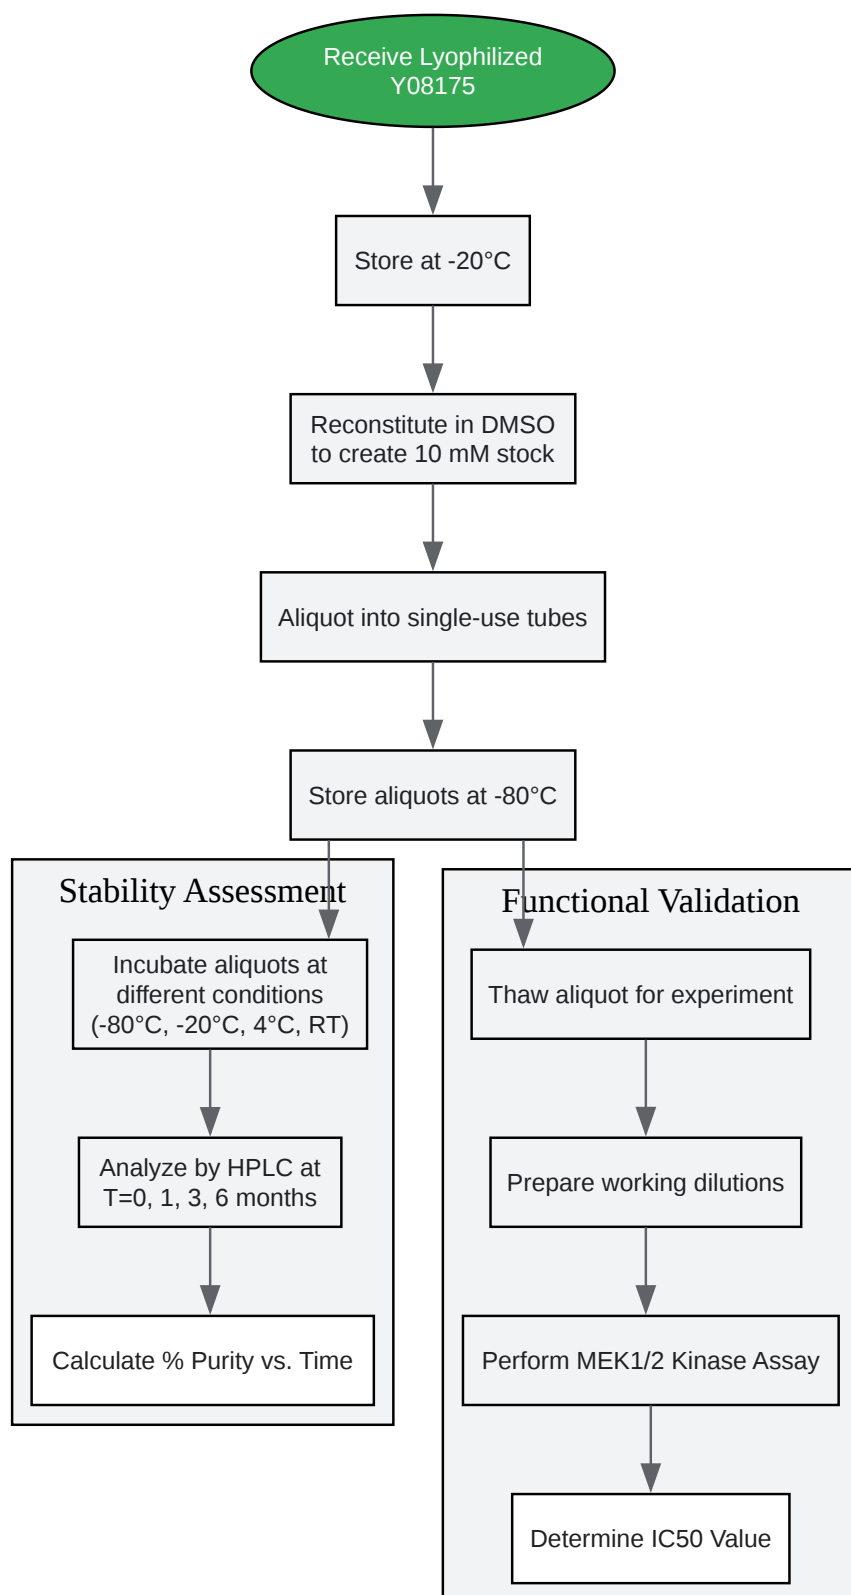 Receive Lyophilized
Y08175
Store at -20°C
Reconstitute in DMSO
to create 10 mM stock
Aliquot into single-use tubes
Store aliquots at -80°C
Stability Assessment
Incubate aliquots at
different conditions
(-80°C, -20°C, 4°C, RT)
Analyze by HPLC at
T=0, 1, 3, 6 months
Calculate % Purity vs. Time
Functional Validation
Thaw aliquot for experiment
Prepare working dilutions
Perform MEK1/2 Kinase Assay
Determine IC50 Value